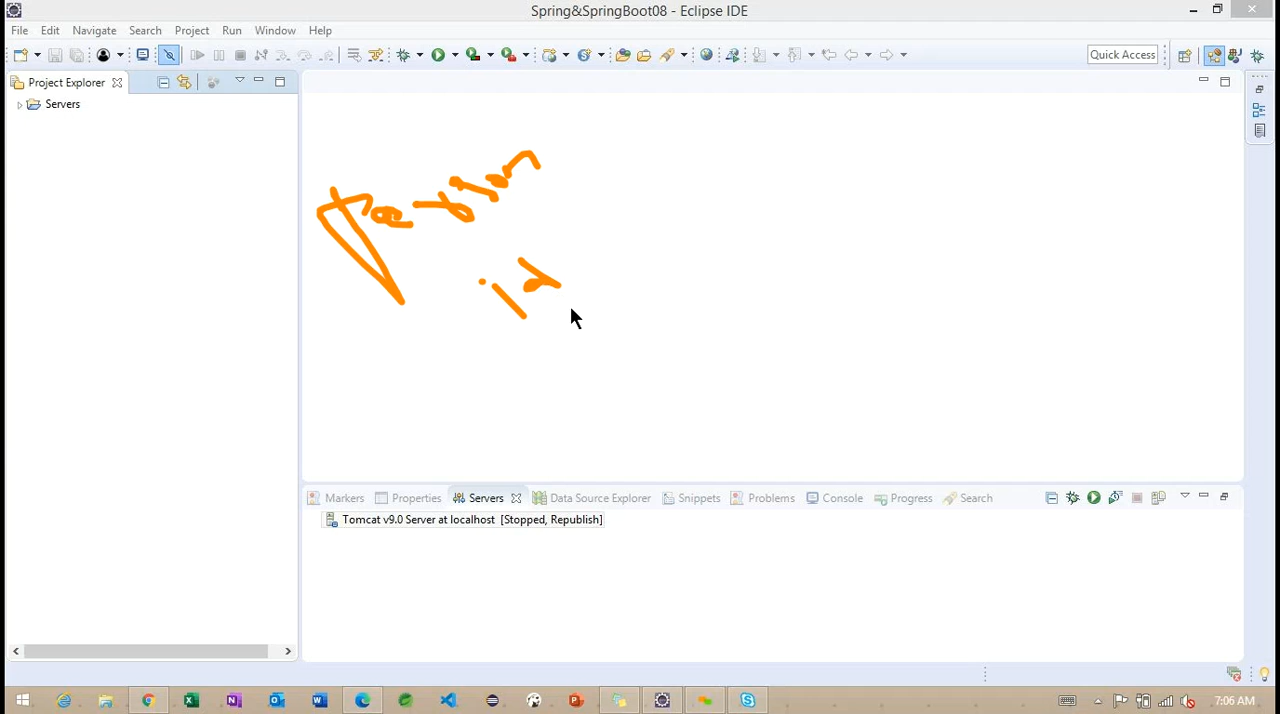 Spring&SpringBoot08 - Eclipse IDE
File Edit Navigate Search Project Run Window Help
Quick Access
Project Explorer
Servers
id
Markers Properties Servers Data Source Explorer Snippets Problems Console Progress Search
Tomcat v9.0 Server at localhost [Stopped, Republish]
7:06 AM